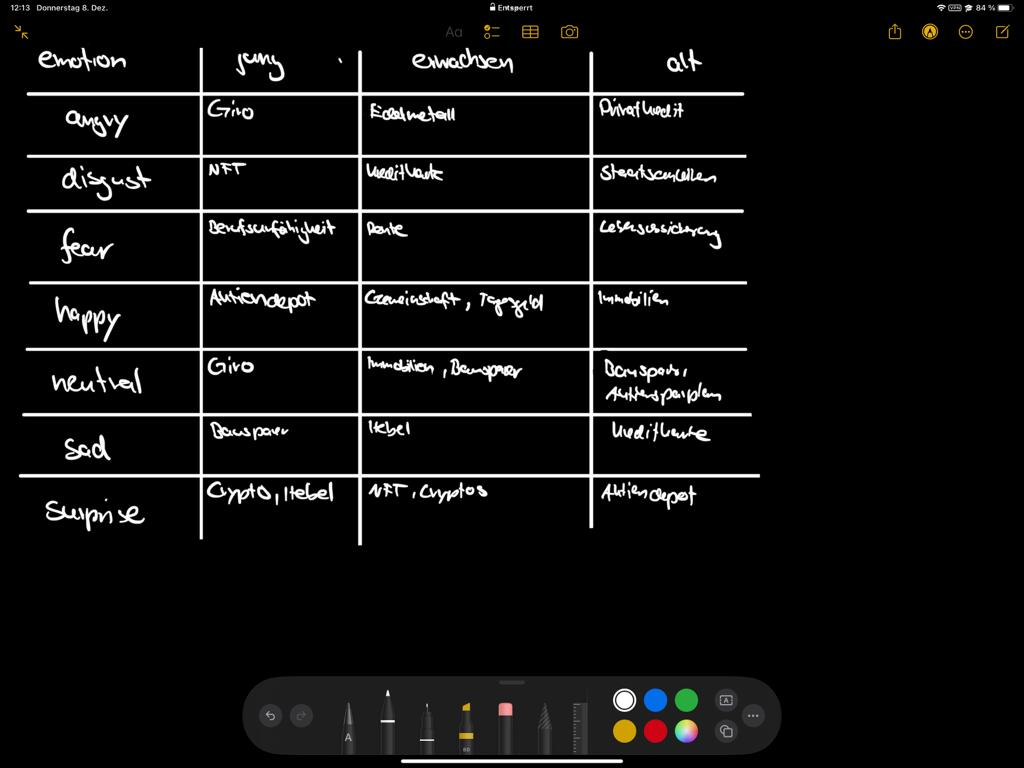 12:13 Donnerstag 8. Dez. Entsperrt VPN 84 %
Aa
emotion jung erwachsen alt
angry Giro Edelmetall Privatkredit
disgust NFT Kreditkarte Staatsanleihen
fear Berufsunfähigkeit Rente Lebensversicherung
happy Aktiendepot Gemeinschaft, Tagesgeld Immobilien
neutral Giro Immobilien, Bausparer Bausparer,
Aktiensparplan
sad Bausparer Hebel Kreditkarte
surprise Crypto, Hebel NFT, Cryptos Aktiendepot
A 80 A